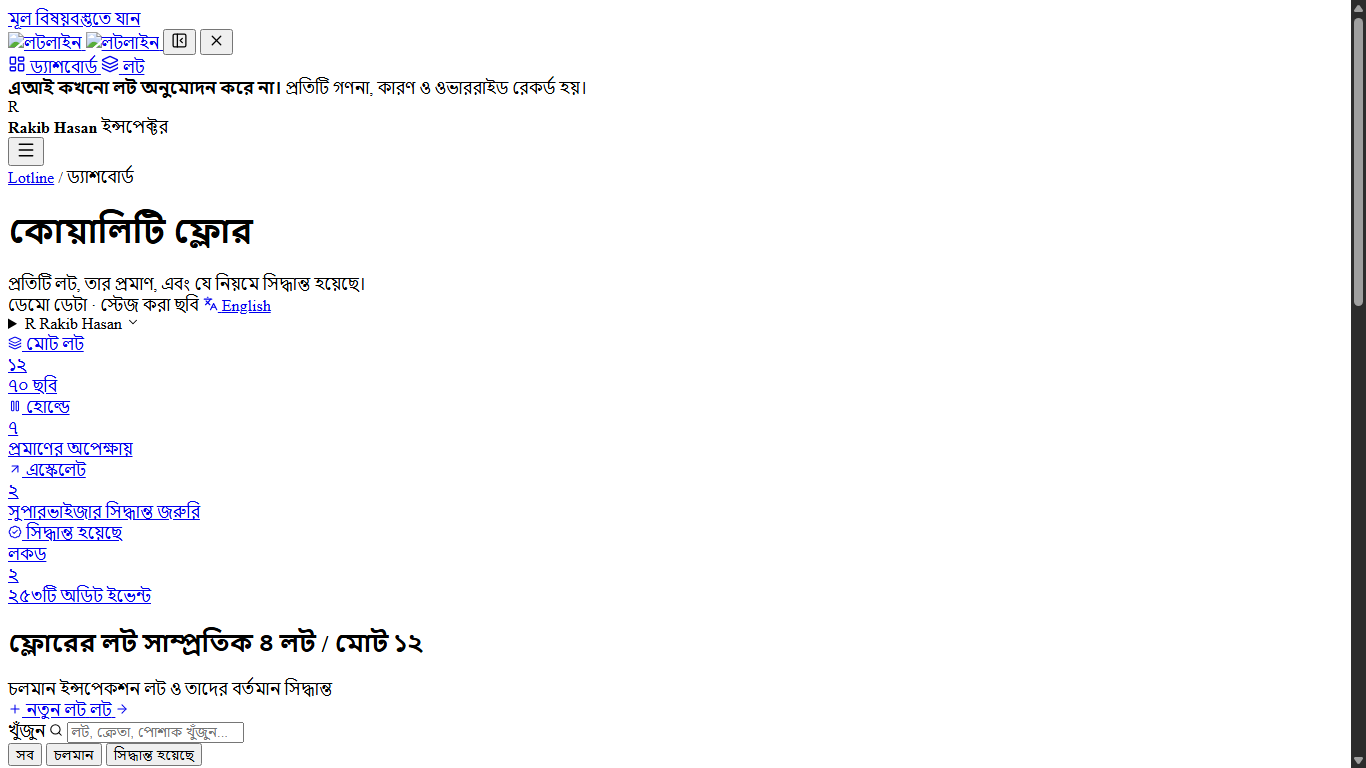 মূল বিষয়বস্তুতে যান
লটলাইন লটলাইন
ড্যাশবোর্ড লট
এআই কখনো লট অনুমোদন করে না। প্রতিটি গণনা, কারণ ও ওভাররাইড রেকর্ড হয়।
R
Rakib Hasan ইন্সপেক্টর
Lotline / ড্যাশবোর্ড
কোয়ালিটি ফ্লোর
প্রতিটি লট, তার প্রমাণ, এবং যে নিয়মে সিদ্ধান্ত হয়েছে।
ডেমো ডেটা · স্টেজ করা ছবি English
R Rakib Hasan
মোট লট
১২
৭০ ছবি
হোল্ডে
৭
প্রমাণের অপেক্ষায়
এস্কেলেট
২
সুপারভাইজার সিদ্ধান্ত জরুরি
সিদ্ধান্ত হয়েছে
লকড
২
২৫৩টি অডিট ইভেন্ট
ফ্লোরের লট সাম্প্রতিক ৪ লট / মোট ১২
চলমান ইন্সপেকশন লট ও তাদের বর্তমান সিদ্ধান্ত
নতুন লট লট
খুঁজুন লট, ক্রেতা, পোশাক খুঁজুন...
সব চলমান সিদ্ধান্ত হয়েছে